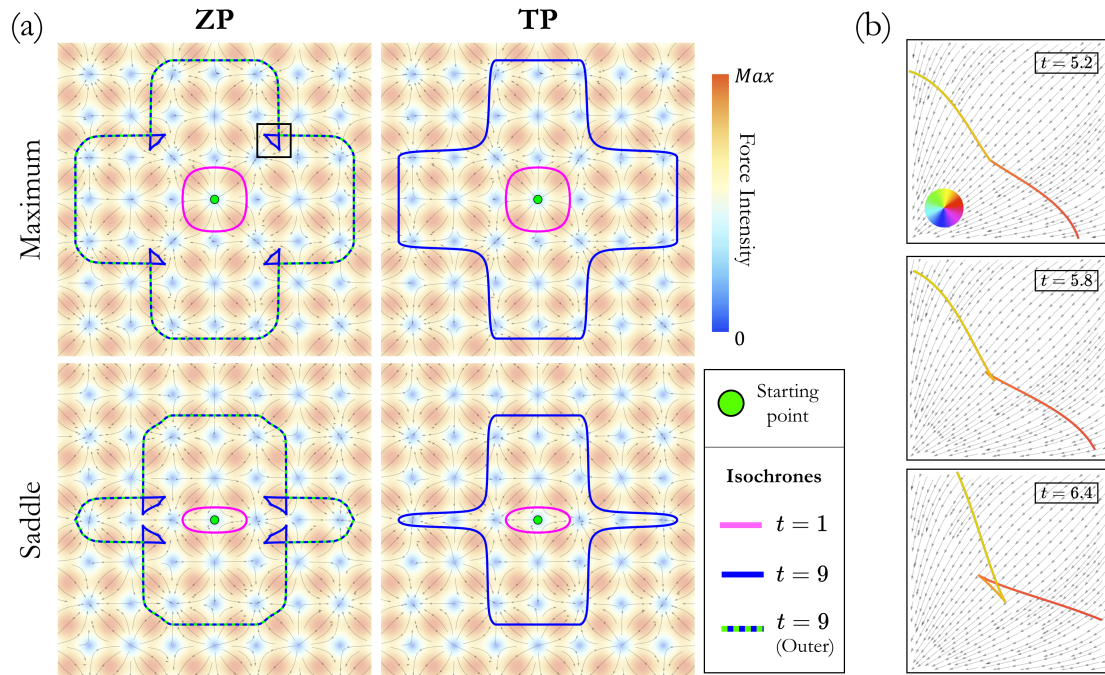 (a)
ZP
TP
(b)
Maximum
Saddle
Max
Force Intensity
0
Starting
point
Isochrones
t = 1
t = 9
t = 9
(Outer)
t = 5.2
t = 5.8
t = 6.4